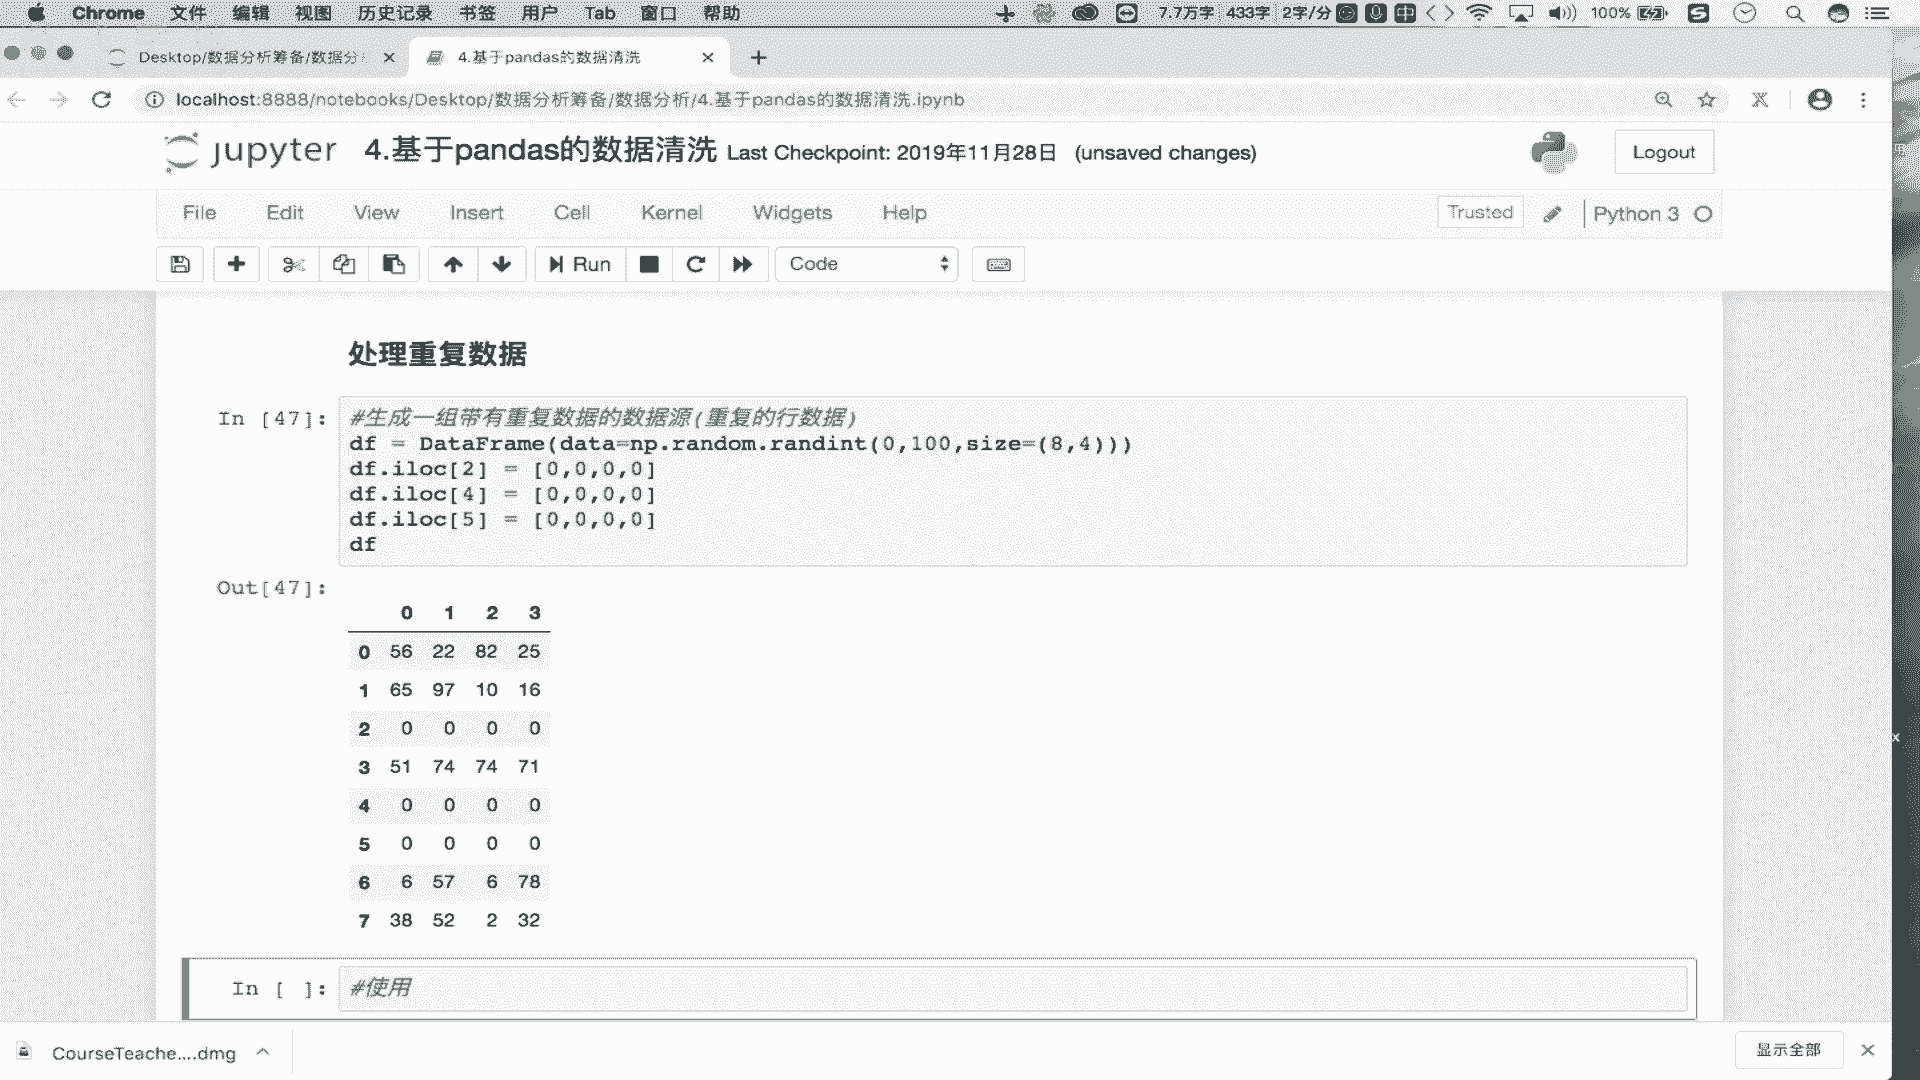 Chrome 文件 编辑 视图 历史记录 书签 用户 Tab 窗口 帮助 7.7万字 433字 2字/分 中 100%
Desktop/数据分析筹备/数据分 4.基于pandas的数据清洗
localhost:8888/notebooks/Desktop/数据分析筹备/数据分析/4.基于pandas的数据清洗.ipynb
jupyter 4.基于pandas的数据清洗 Last Checkpoint: 2019年11月28日 (unsaved changes) Logout
File Edit View Insert Cell Kernel Widgets Help Trusted Python 3
Run Code
处理重复数据
In [47]: #生成一组带有重复数据的数据源(重复的行数据)
df = DataFrame(data=np.random.randint(0,100,size=(8,4)))
df.iloc[2] = [0,0,0,0]
df.iloc[4] = [0,0,0,0]
df.iloc[5] = [0,0,0,0]
df
Out[47]:
0 1 2 3
0 56 22 82 25
1 65 97 10 16
2 0 0 0 0
3 51 74 74 71
4 0 0 0 0
5 0 0 0 0
6 6 57 6 78
7 38 52 2 32
In [ ]: #使用
CourseTeache....dmg 显示全部